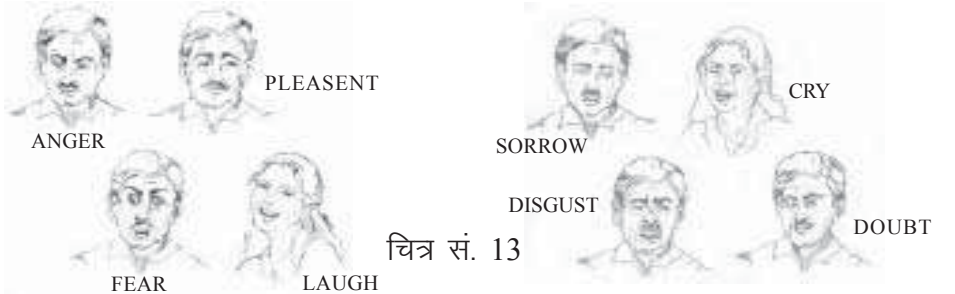 PLEASENT
ANGER
FEAR
LAUGH
चित्र सं. 13
CRY
SORROW
DISGUST
DOUBT